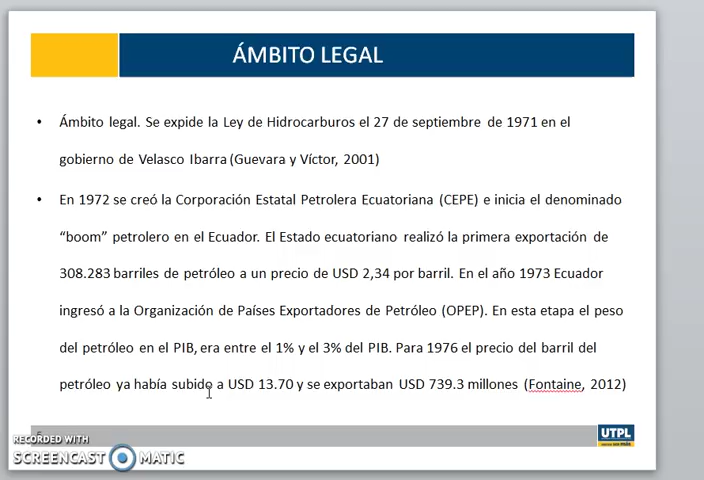 ÁMBITO LEGAL
• Ámbito legal. Se expide la Ley de Hidrocarburos el 27 de septiembre de 1971 en el
gobierno de Velasco Ibarra (Guevara y Víctor, 2001)
• En 1972 se creó la Corporación Estatal Petrolera Ecuatoriana (CEPE) e inicia el denominado
“boom” petrolero en el Ecuador. El Estado ecuatoriano realizó la primera exportación de
308.283 barriles de petróleo a un precio de USD 2,34 por barril. En el año 1973 Ecuador
ingresó a la Organización de Países Exportadores de Petróleo (OPEP). En esta etapa el peso
del petróleo en el PIB, era entre el 1% y el 3% del PIB. Para 1976 el precio del barril del
petróleo ya había subido a USD 13.70 y se exportaban USD 739.3 millones (Fontaine, 2012)
UTPL
RECORDED WITH
SCREENCAST MATIC